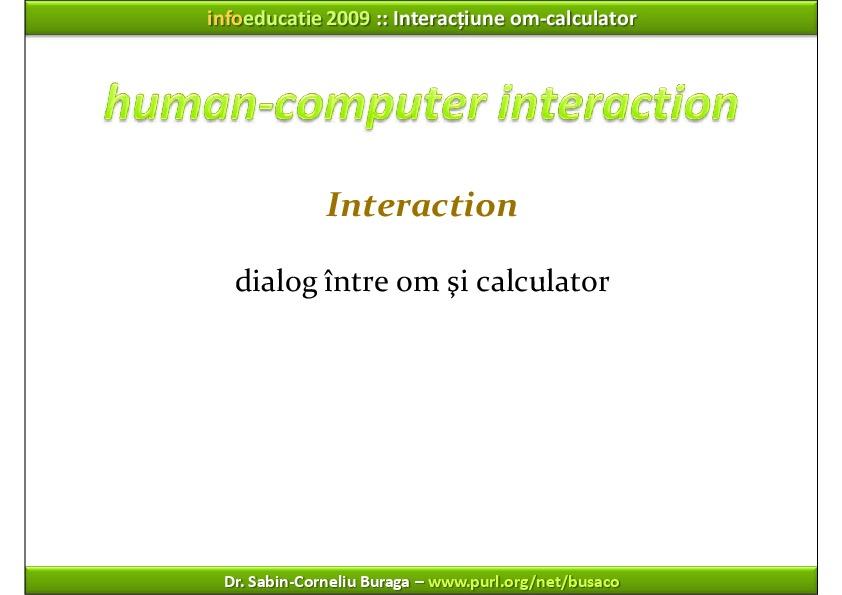 infoeducatie 2009 :: Interacțiune om-calculator
human-computer interaction
Interaction
dialog între om şi calculator
Dr. Sabin-Corneliu Buraga – www.purl.org/net/busaco